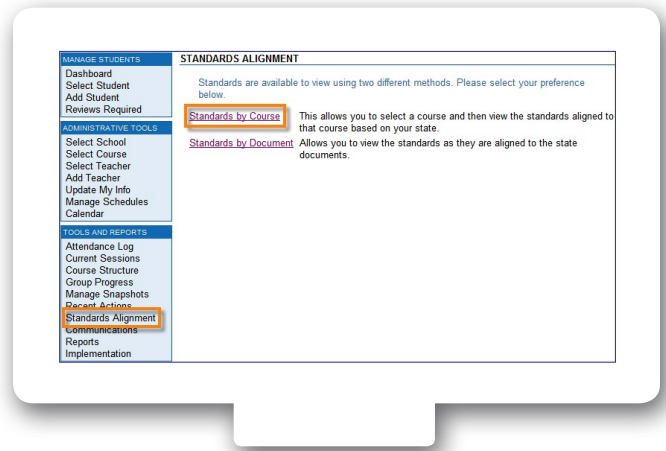 MANAGE STUDENTS
Dashboard
Select Student
Add Student
Reviews Required
ADMINISTRATIVE TOOLS
Select School
Select Course
Select Teacher
Add Teacher
Update My Info
Manage Schedules
Calendar
TOOLS AND REPORTS
Attendance Log
Current Sessions
Course Structure
Group Progress
Manage Snapshots
Recent Actions
Standards Alignment
Communications
Reports
Implementation
STANDARDS ALIGNMENT
Standards are available to view using two different methods. Please select your preference
below.
Standards by Course This allows you to select a course and then view the standards aligned to
that course based on your state.
Standards by Document Allows you to view the standards as they are aligned to the state
documents.